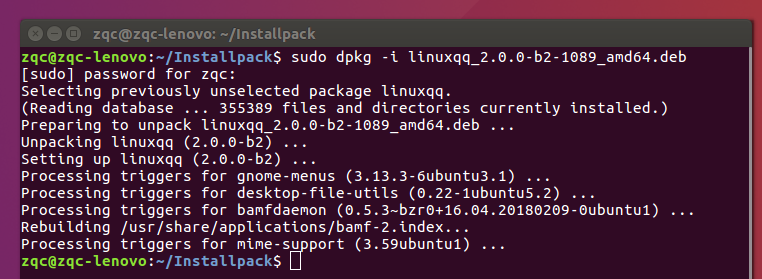 zqc@zqc-lenovo: ~/Installpack
zqc@zqc-lenovo:~/Installpack$ sudo dpkg -i linuxqq_2.0.0-b2-1089_amd64.deb
[sudo] password for zqc:
Selecting previously unselected package linuxqq.
(Reading database ... 355389 files and directories currently installed.)
Preparing to unpack linuxqq_2.0.0-b2-1089_amd64.deb ...
Unpacking linuxqq (2.0.0-b2) ...
Setting up linuxqq (2.0.0-b2) ...
Processing triggers for gnome-menus (3.13.3-6ubuntu3.1) ...
Processing triggers for desktop-file-utils (0.22-1ubuntu5.2) ...
Processing triggers for bamfdaemon (0.5.3~bzr0+16.04.20180209-0ubuntu1) ...
Rebuilding /usr/share/applications/bamf-2.index...
Processing triggers for mime-support (3.59ubuntu1) ...
zqc@zqc-lenovo:~/Installpack$